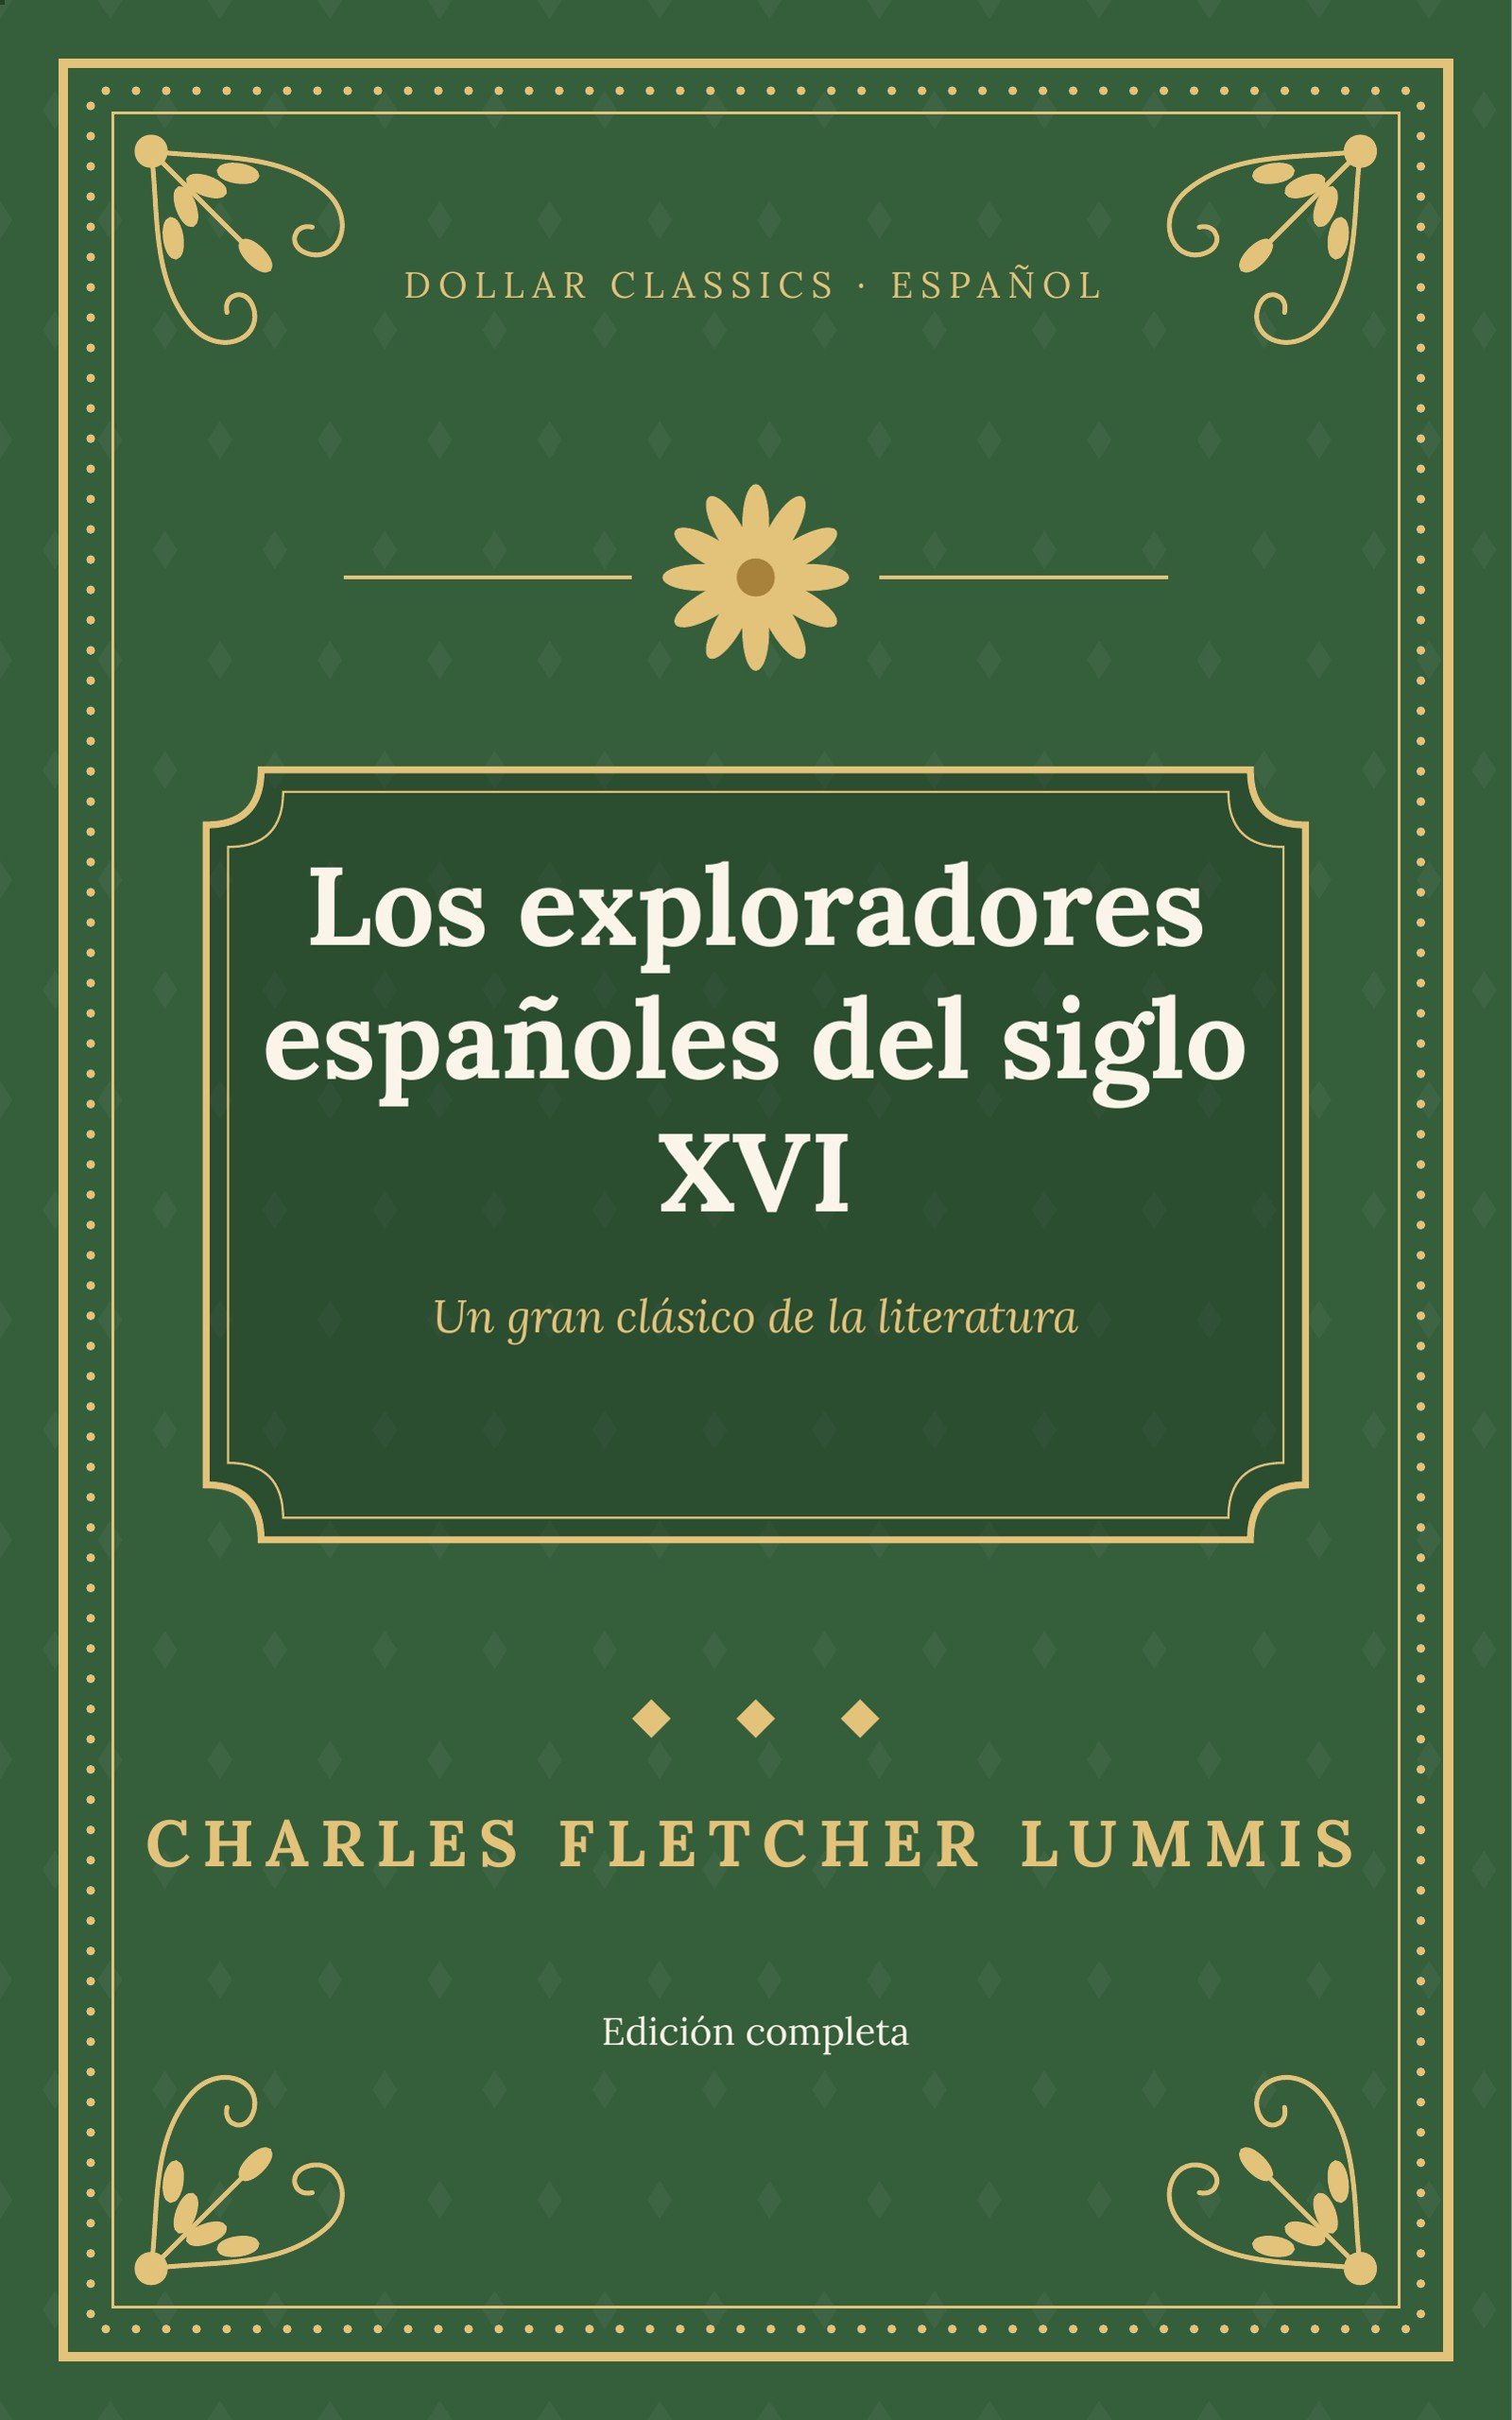 DOLLAR CLASSICS · ESPAÑOL
Los exploradores
españoles del siglo
XVI
Un gran clásico de la literatura
CHARLES FLETCHER LUMMIS
Edición completa